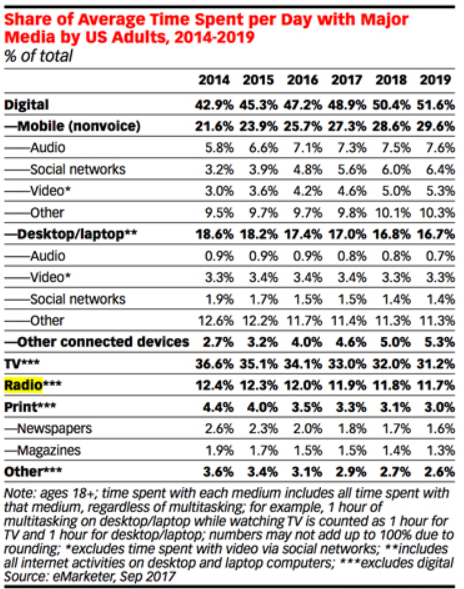 Share of Average Time Spent per Day with Major
Media by US Adults, 2014-2019
% of total
2014 2015 2016 2017 2018 2019
Digital 42.9% 45.3% 47.2% 48.9% 50.4% 51.6%
—Mobile (nonvoice) 21.6% 23.9% 25.7% 27.3% 28.6% 29.6%
——Audio 5.8% 6.6% 7.1% 7.3% 7.5% 7.6%
——Social networks 3.2% 3.9% 4.8% 5.6% 6.0% 6.4%
——Video* 3.0% 3.6% 4.2% 4.6% 5.0% 5.3%
——Other 9.5% 9.7% 9.7% 9.8% 10.1% 10.3%
—Desktop/laptop** 18.6% 18.2% 17.4% 17.0% 16.8% 16.7%
——Audio 0.9% 0.9% 0.9% 0.8% 0.8% 0.7%
——Video* 3.3% 3.4% 3.4% 3.4% 3.3% 3.3%
——Social networks 1.9% 1.7% 1.5% 1.5% 1.4% 1.4%
——Other 12.6% 12.2% 11.7% 11.4% 11.3% 11.3%
—Other connected devices 2.7% 3.2% 4.0% 4.6% 5.0% 5.3%
TV*** 36.6% 35.1% 34.1% 33.0% 32.0% 31.2%
Radio*** 12.4% 12.3% 12.0% 11.9% 11.8% 11.7%
Print*** 4.4% 4.0% 3.5% 3.3% 3.1% 3.0%
—Newspapers 2.6% 2.3% 2.0% 1.8% 1.7% 1.6%
—Magazines 1.9% 1.7% 1.5% 1.5% 1.4% 1.3%
Other*** 3.6% 3.4% 3.1% 2.9% 2.7% 2.6%
Note: ages 18+; time spent with each medium includes all time spent with
that medium, regardless of multitasking; for example, 1 hour of
multitasking on desktop/laptop while watching TV is counted as 1 hour for
TV and 1 hour for desktop/laptop; numbers may not add up to 100% due to
rounding; *excludes time spent with video via social networks; **includes
all internet activities on desktop and laptop computers; ***excludes digital
Source: eMarketer, Sep 2017